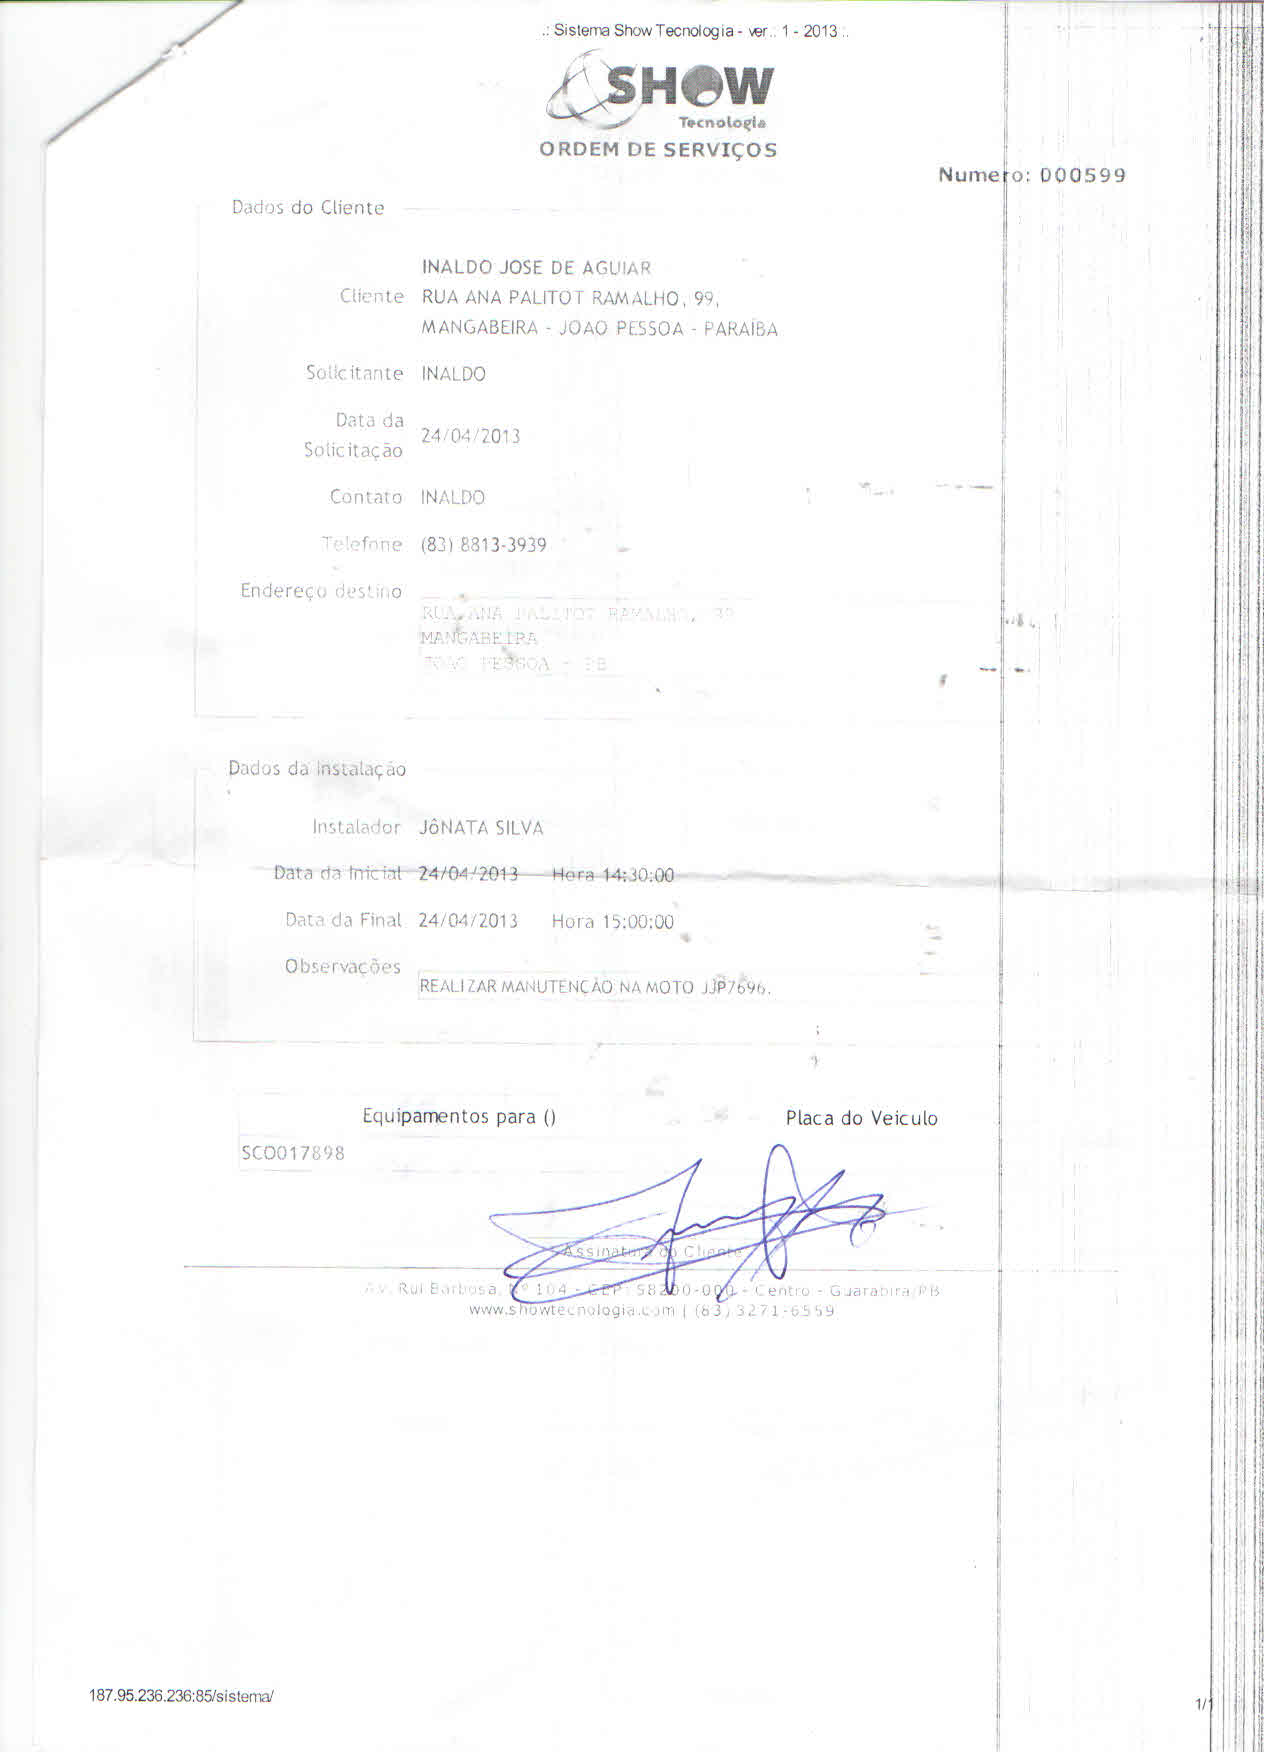 .: Sistema Show Tecnologia - ver.: 1 - 2013 :.
SHOW
Tecnologia
ORDEM DE SERVIÇOS
Numero: 000599
Dados do Cliente
INALDO JOSE DE AGUIAR
Cliente RUA ANA PALITOT RAMALHO, 99,
MANGABEIRA - JOAO PESSOA - PARAÍBA
Solicitante INALDO
Data da
Solicitação 24/04/2013
Contato INALDO
Telefone (83) 8813-3939
Endereço destino
RUA ANA PALITOT RAMALHO, 99
MANGABEIRA
JOAO PESSOA - PB
Dados da Instalação
Instalador JôNATA SILVA
Data da Inicial 24/04/2013 Hora 14:30:00
Data da Final 24/04/2013 Hora 15:00:00
Observações
REALIZAR MANUTENÇÃO NA MOTO JJP7696.
Equipamentos para () Placa do Veiculo
SCO017898
Assinatura do Cliente
Av. Rui Barbosa, Nº 104 - CEP: 58200-000 - Centro - Guarabira/PB
www.showtecnologia.com | (83) 3271-6559
187.95.236.236:85/sistema/
1/1